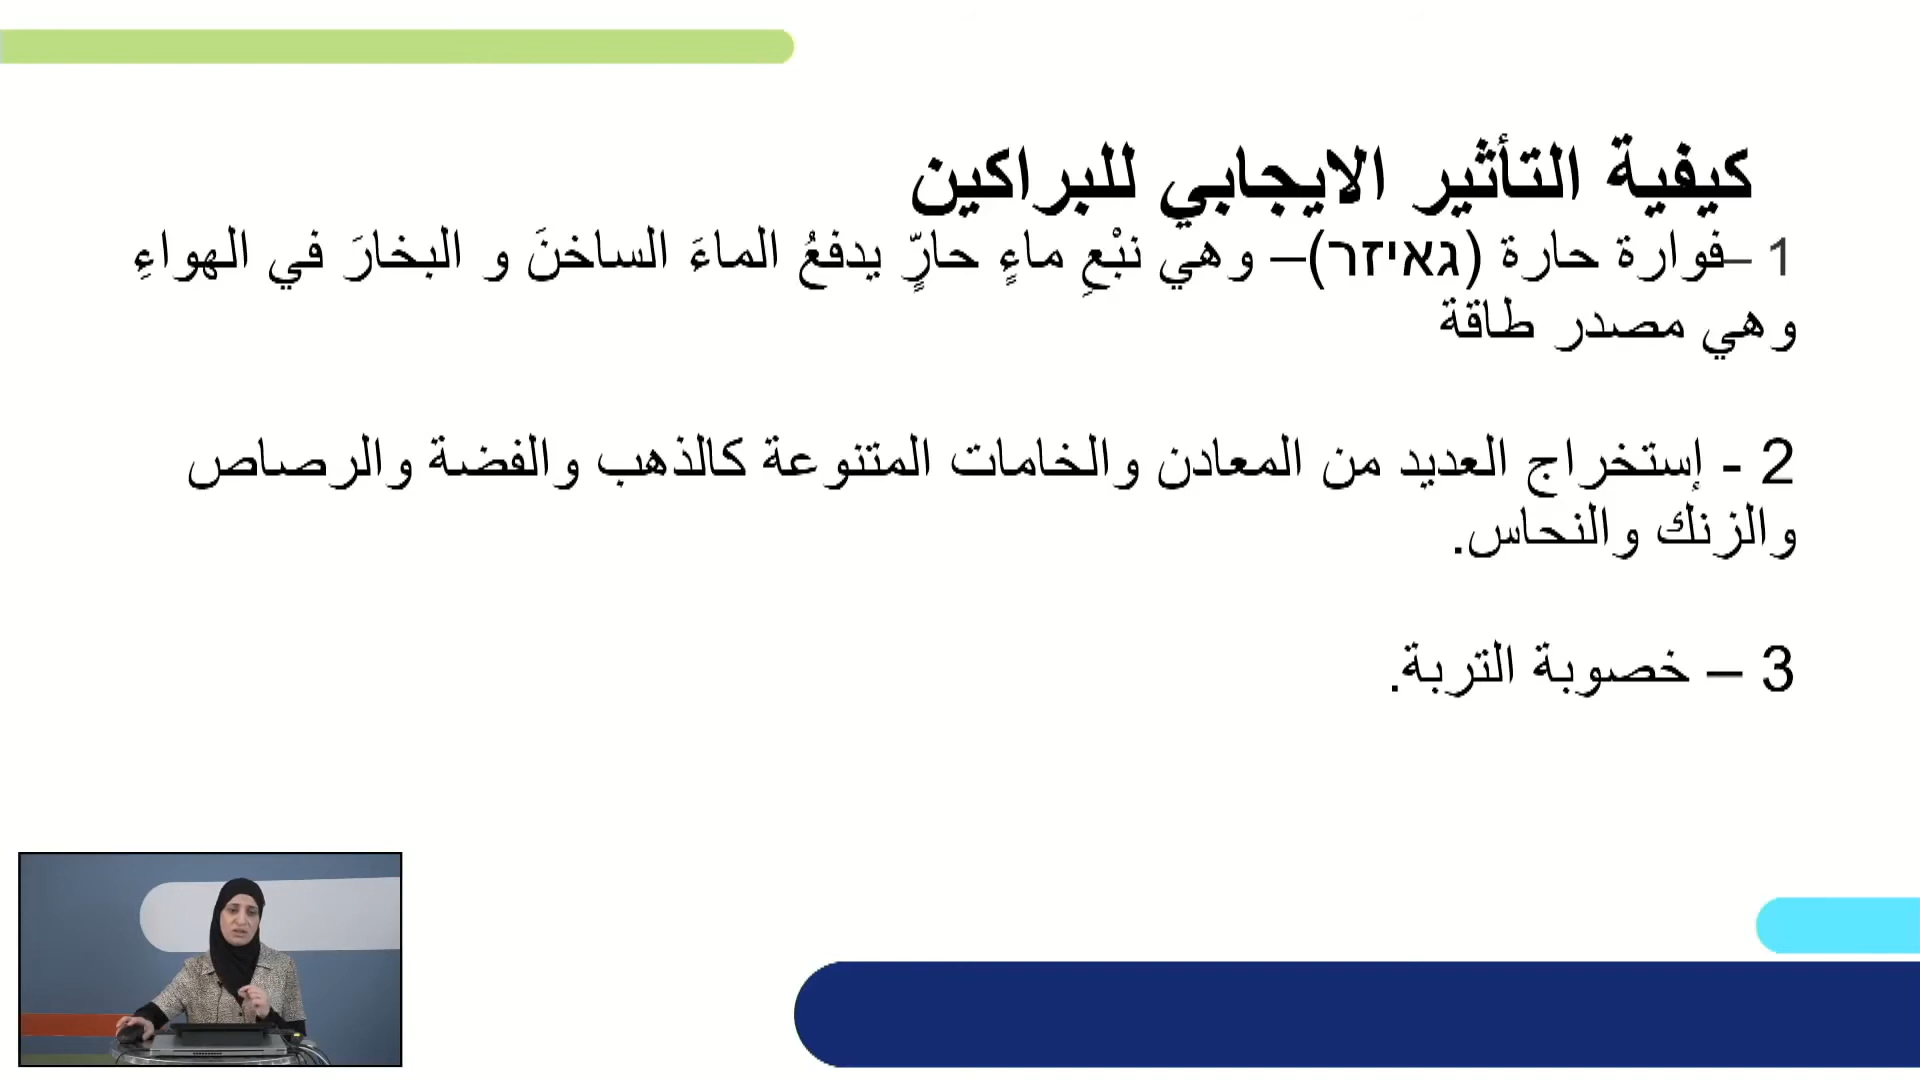 كيفية التأثير الايجابي للبراكين
1 –فوارة حارة (גאיזר)– وهي نبْعِ ماءٍ حارٍّ يدفعُ الماءَ الساخنَ و البخارَ في الهواءِ
وهي مصدر طاقة
2 - إستخراج العديد من المعادن والخامات المتنوعة كالذهب والفضة والرصاص
والزنك والنحاس.
3 – خصوبة التربة.